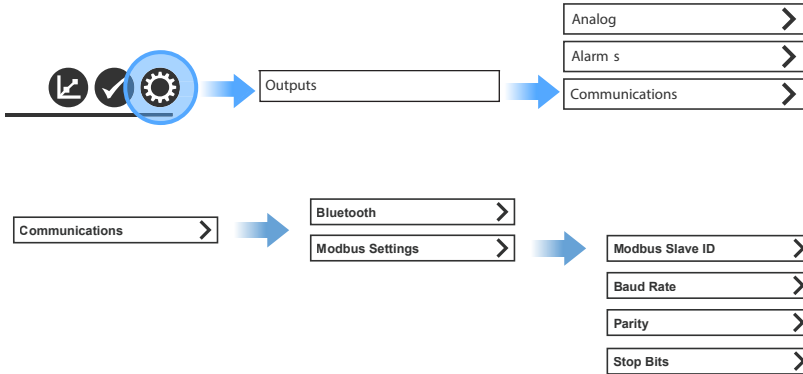 Analog
Alarm s
Outputs
Communications
Communications
Bluetooth
Modbus Settings
Modbus Slave ID
Baud Rate
Parity
Stop Bits